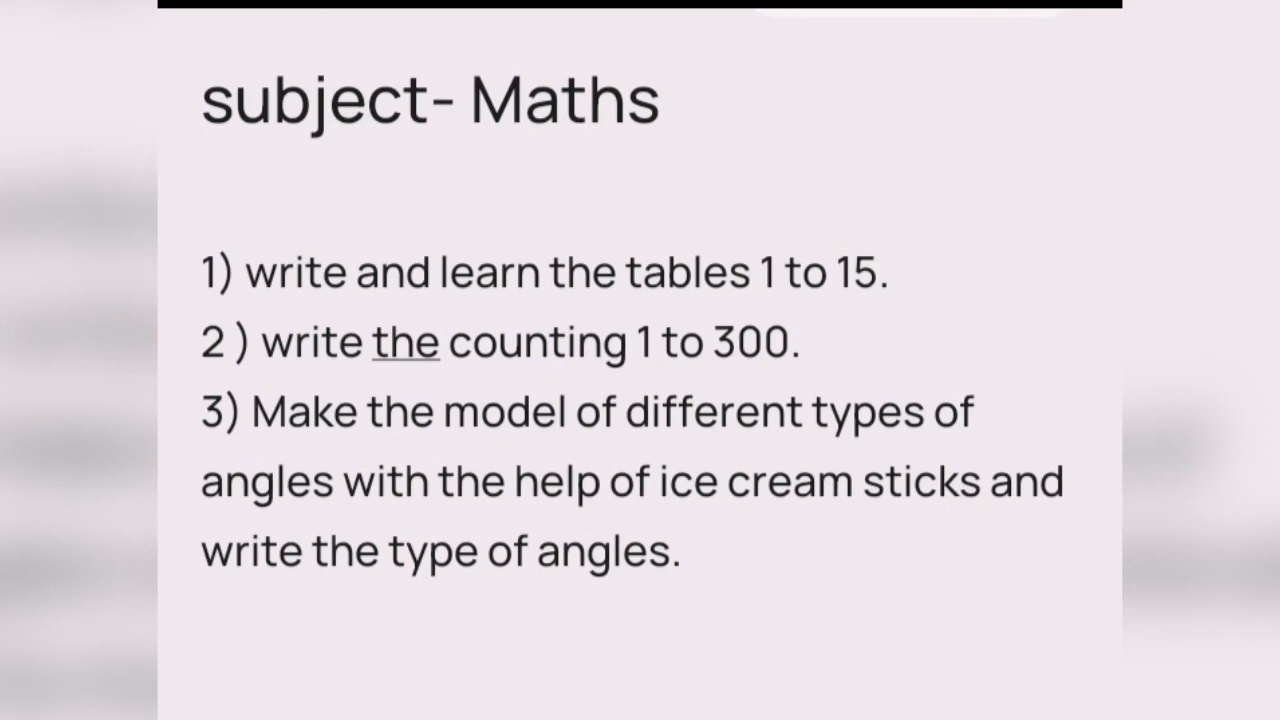 subject- Maths
1) write and learn the tables 1 to 15.
2 ) write the counting 1 to 300.
3) Make the model of different types of
angles with the help of ice cream sticks and
write the type of angles.